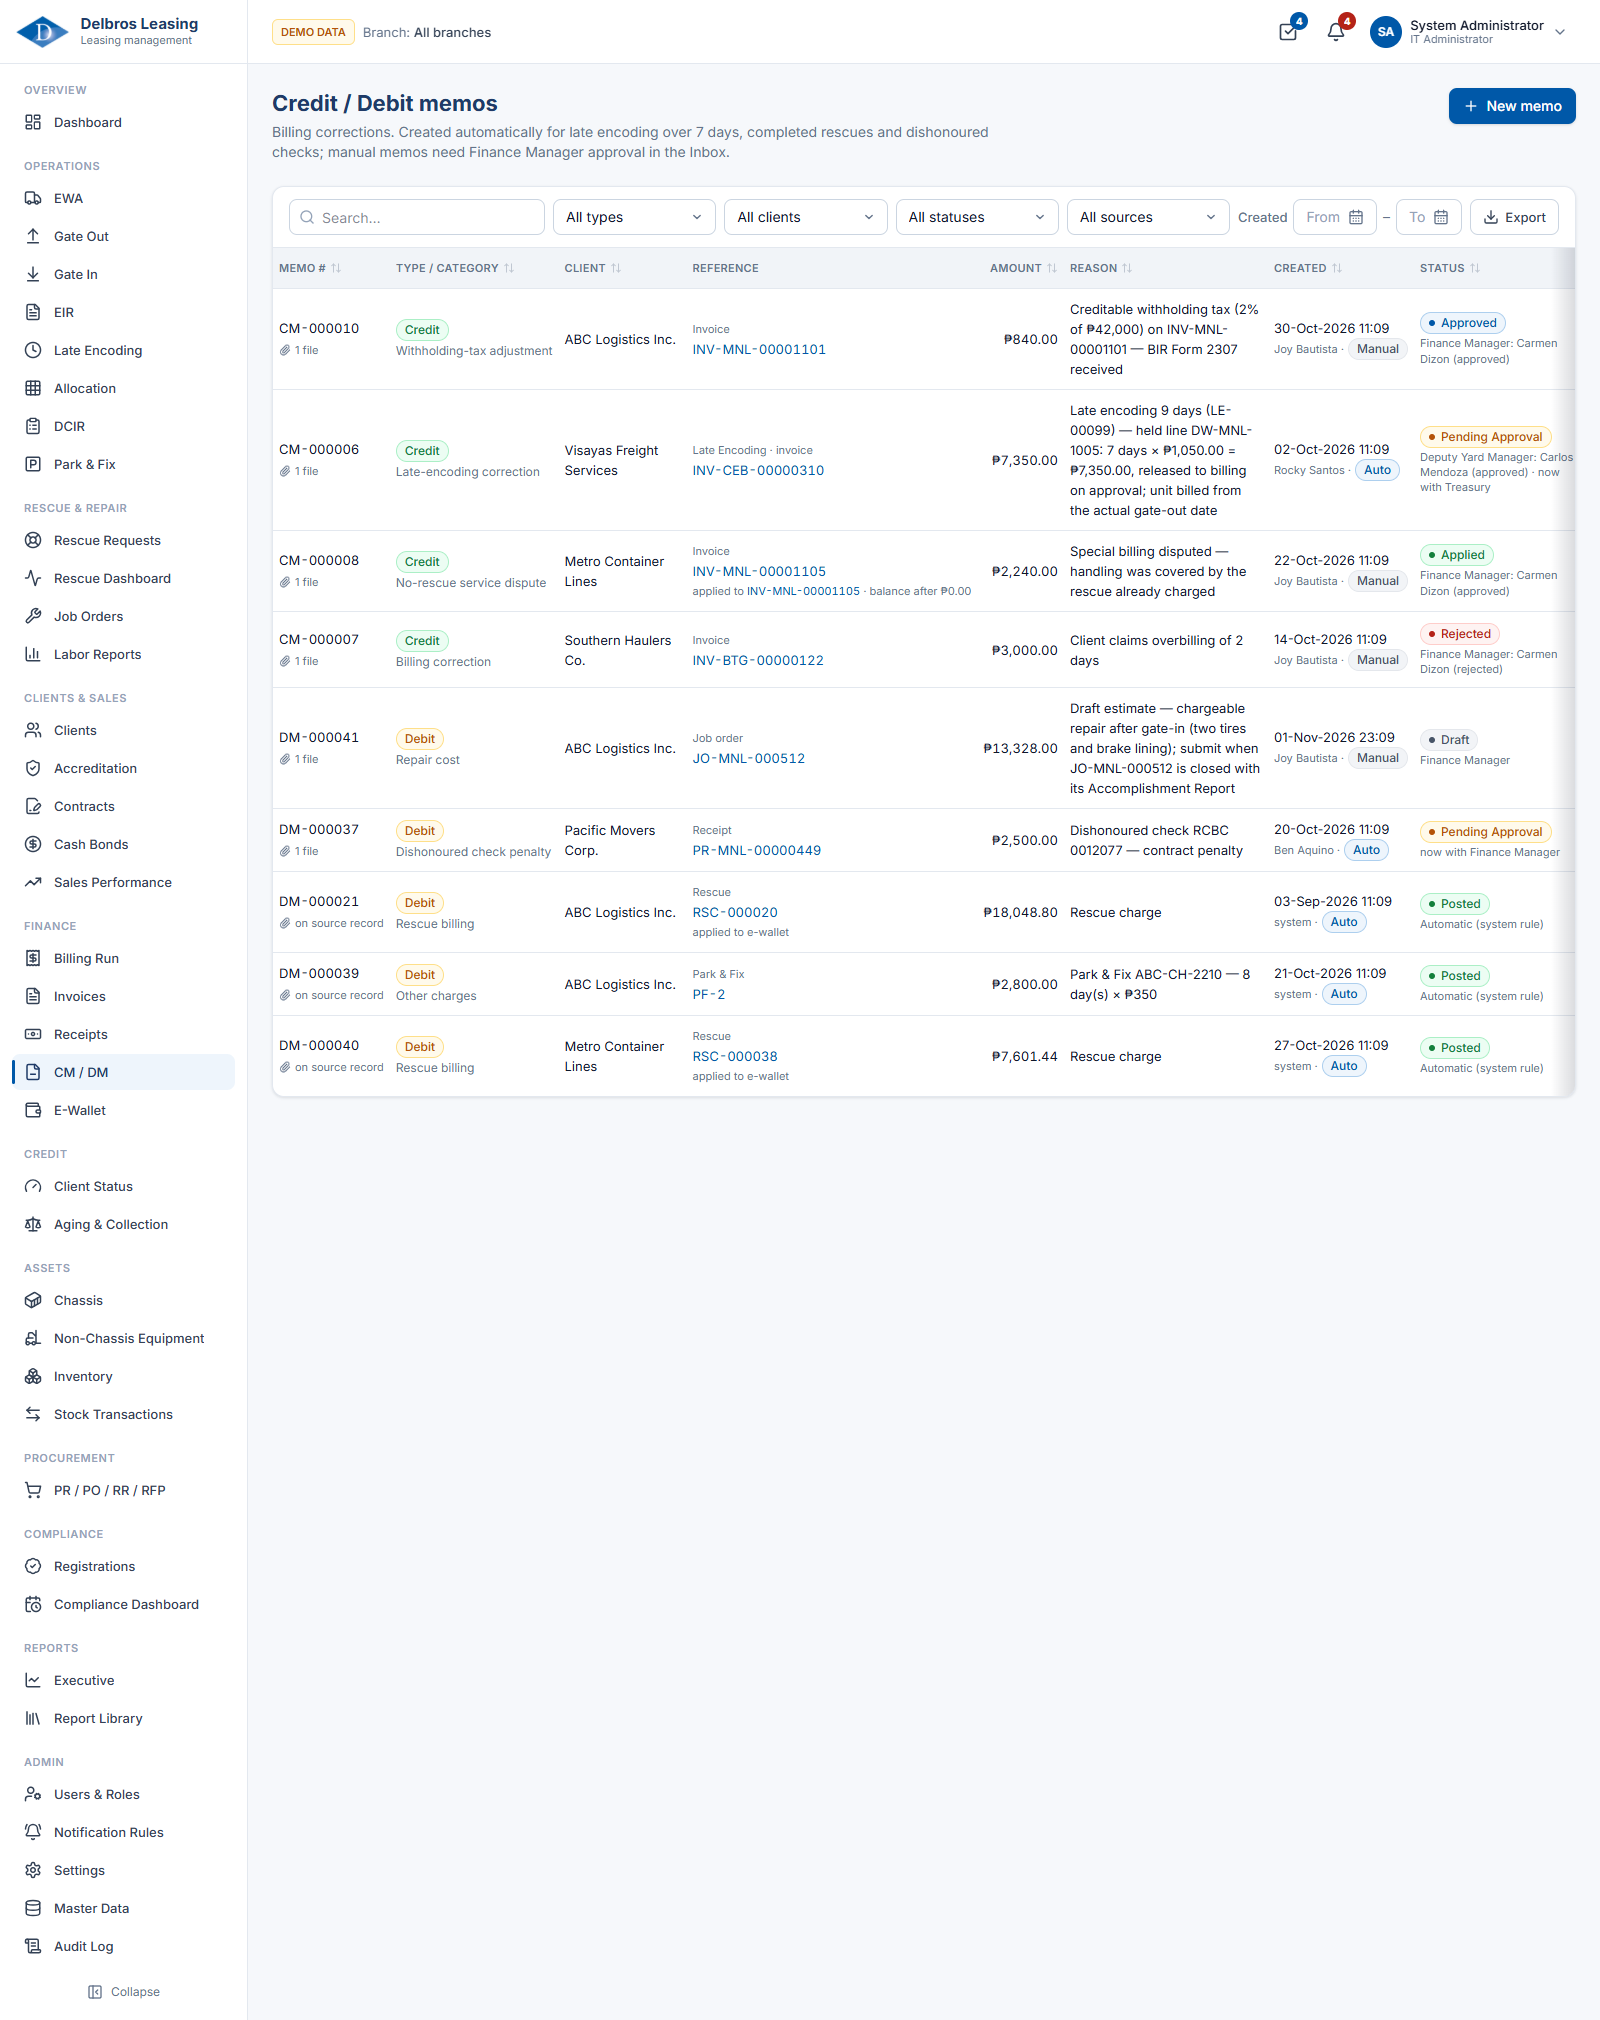 Delbros Leasing
Leasing management
DEMO DATA
Branch: All branches
4
4
SA
System Administrator
IT Administrator
OVERVIEW
Dashboard
OPERATIONS
EWA
Gate Out
Gate In
EIR
Late Encoding
Allocation
DCIR
Park & Fix
RESCUE & REPAIR
Rescue Requests
Rescue Dashboard
Job Orders
Labor Reports
CLIENTS & SALES
Clients
Accreditation
Contracts
Cash Bonds
Sales Performance
FINANCE
Billing Run
Invoices
Receipts
CM / DM
E-Wallet
CREDIT
Client Status
Aging & Collection
ASSETS
Chassis
Non-Chassis Equipment
Inventory
Stock Transactions
PROCUREMENT
PR / PO / RR / RFP
COMPLIANCE
Registrations
Compliance Dashboard
REPORTS
Executive
Report Library
ADMIN
Users & Roles
Notification Rules
Settings
Master Data
Audit Log
Collapse
Credit / Debit memos
Billing corrections. Created automatically for late encoding over 7 days, completed rescues and dishonoured
checks; manual memos need Finance Manager approval in the Inbox.
New memo
Search... All types All clients All statuses All sources Created From – To Export
MEMO # TYPE / CATEGORY CLIENT REFERENCE AMOUNT REASON CREATED STATUS
CM-000010
1 file
Credit
Withholding-tax adjustment
ABC Logistics Inc.
Invoice
INV-MNL-00001101
₱840.00
Creditable withholding tax (2%
of ₱42,000) on INV-MNL-
00001101 — BIR Form 2307
received
30-Oct-2026 11:09
Joy Bautista · Manual
Approved
Finance Manager: Carmen
Dizon (approved)
CM-000006
1 file
Credit
Late-encoding correction
Visayas Freight
Services
Late Encoding · invoice
INV-CEB-00000310
₱7,350.00
Late encoding 9 days (LE-
00099) — held line DW-MNL-
1005: 7 days × ₱1,050.00 =
₱7,350.00, released to billing
on approval; unit billed from
the actual gate-out date
02-Oct-2026 11:09
Rocky Santos · Auto
Pending Approval
Deputy Yard Manager: Carlos
Mendoza (approved) · now
with Treasury
CM-000008
1 file
Credit
No-rescue service dispute
Metro Container
Lines
Invoice
INV-MNL-00001105
applied to INV-MNL-00001105 · balance after ₱0.00
₱2,240.00
Special billing disputed —
handling was covered by the
rescue already charged
22-Oct-2026 11:09
Joy Bautista · Manual
Applied
Finance Manager: Carmen
Dizon (approved)
CM-000007
1 file
Credit
Billing correction
Southern Haulers
Co.
Invoice
INV-BTG-00000122
₱3,000.00
Client claims overbilling of 2
days
14-Oct-2026 11:09
Joy Bautista · Manual
Rejected
Finance Manager: Carmen
Dizon (rejected)
DM-000041
1 file
Debit
Repair cost
ABC Logistics Inc.
Job order
JO-MNL-000512
₱13,328.00
Draft estimate — chargeable
repair after gate-in (two tires
and brake lining); submit when
JO-MNL-000512 is closed with
its Accomplishment Report
01-Nov-2026 23:09
Joy Bautista · Manual
Draft
Finance Manager
DM-000037
1 file
Debit
Dishonoured check penalty
Pacific Movers
Corp.
Receipt
PR-MNL-00000449
₱2,500.00
Dishonoured check RCBC
0012077 — contract penalty
20-Oct-2026 11:09
Ben Aquino · Auto
Pending Approval
now with Finance Manager
DM-000021
on source record
Debit
Rescue billing
ABC Logistics Inc.
Rescue
RSC-000020
applied to e-wallet
₱18,048.80
Rescue charge
03-Sep-2026 11:09
system · Auto
Posted
Automatic (system rule)
DM-000039
on source record
Debit
Other charges
ABC Logistics Inc.
Park & Fix
PF-2
₱2,800.00
Park & Fix ABC-CH-2210 — 8
day(s) × ₱350
21-Oct-2026 11:09
system · Auto
Posted
Automatic (system rule)
DM-000040
on source record
Debit
Rescue billing
Metro Container
Lines
Rescue
RSC-000038
applied to e-wallet
₱7,601.44
Rescue charge
27-Oct-2026 11:09
system · Auto
Posted
Automatic (system rule)